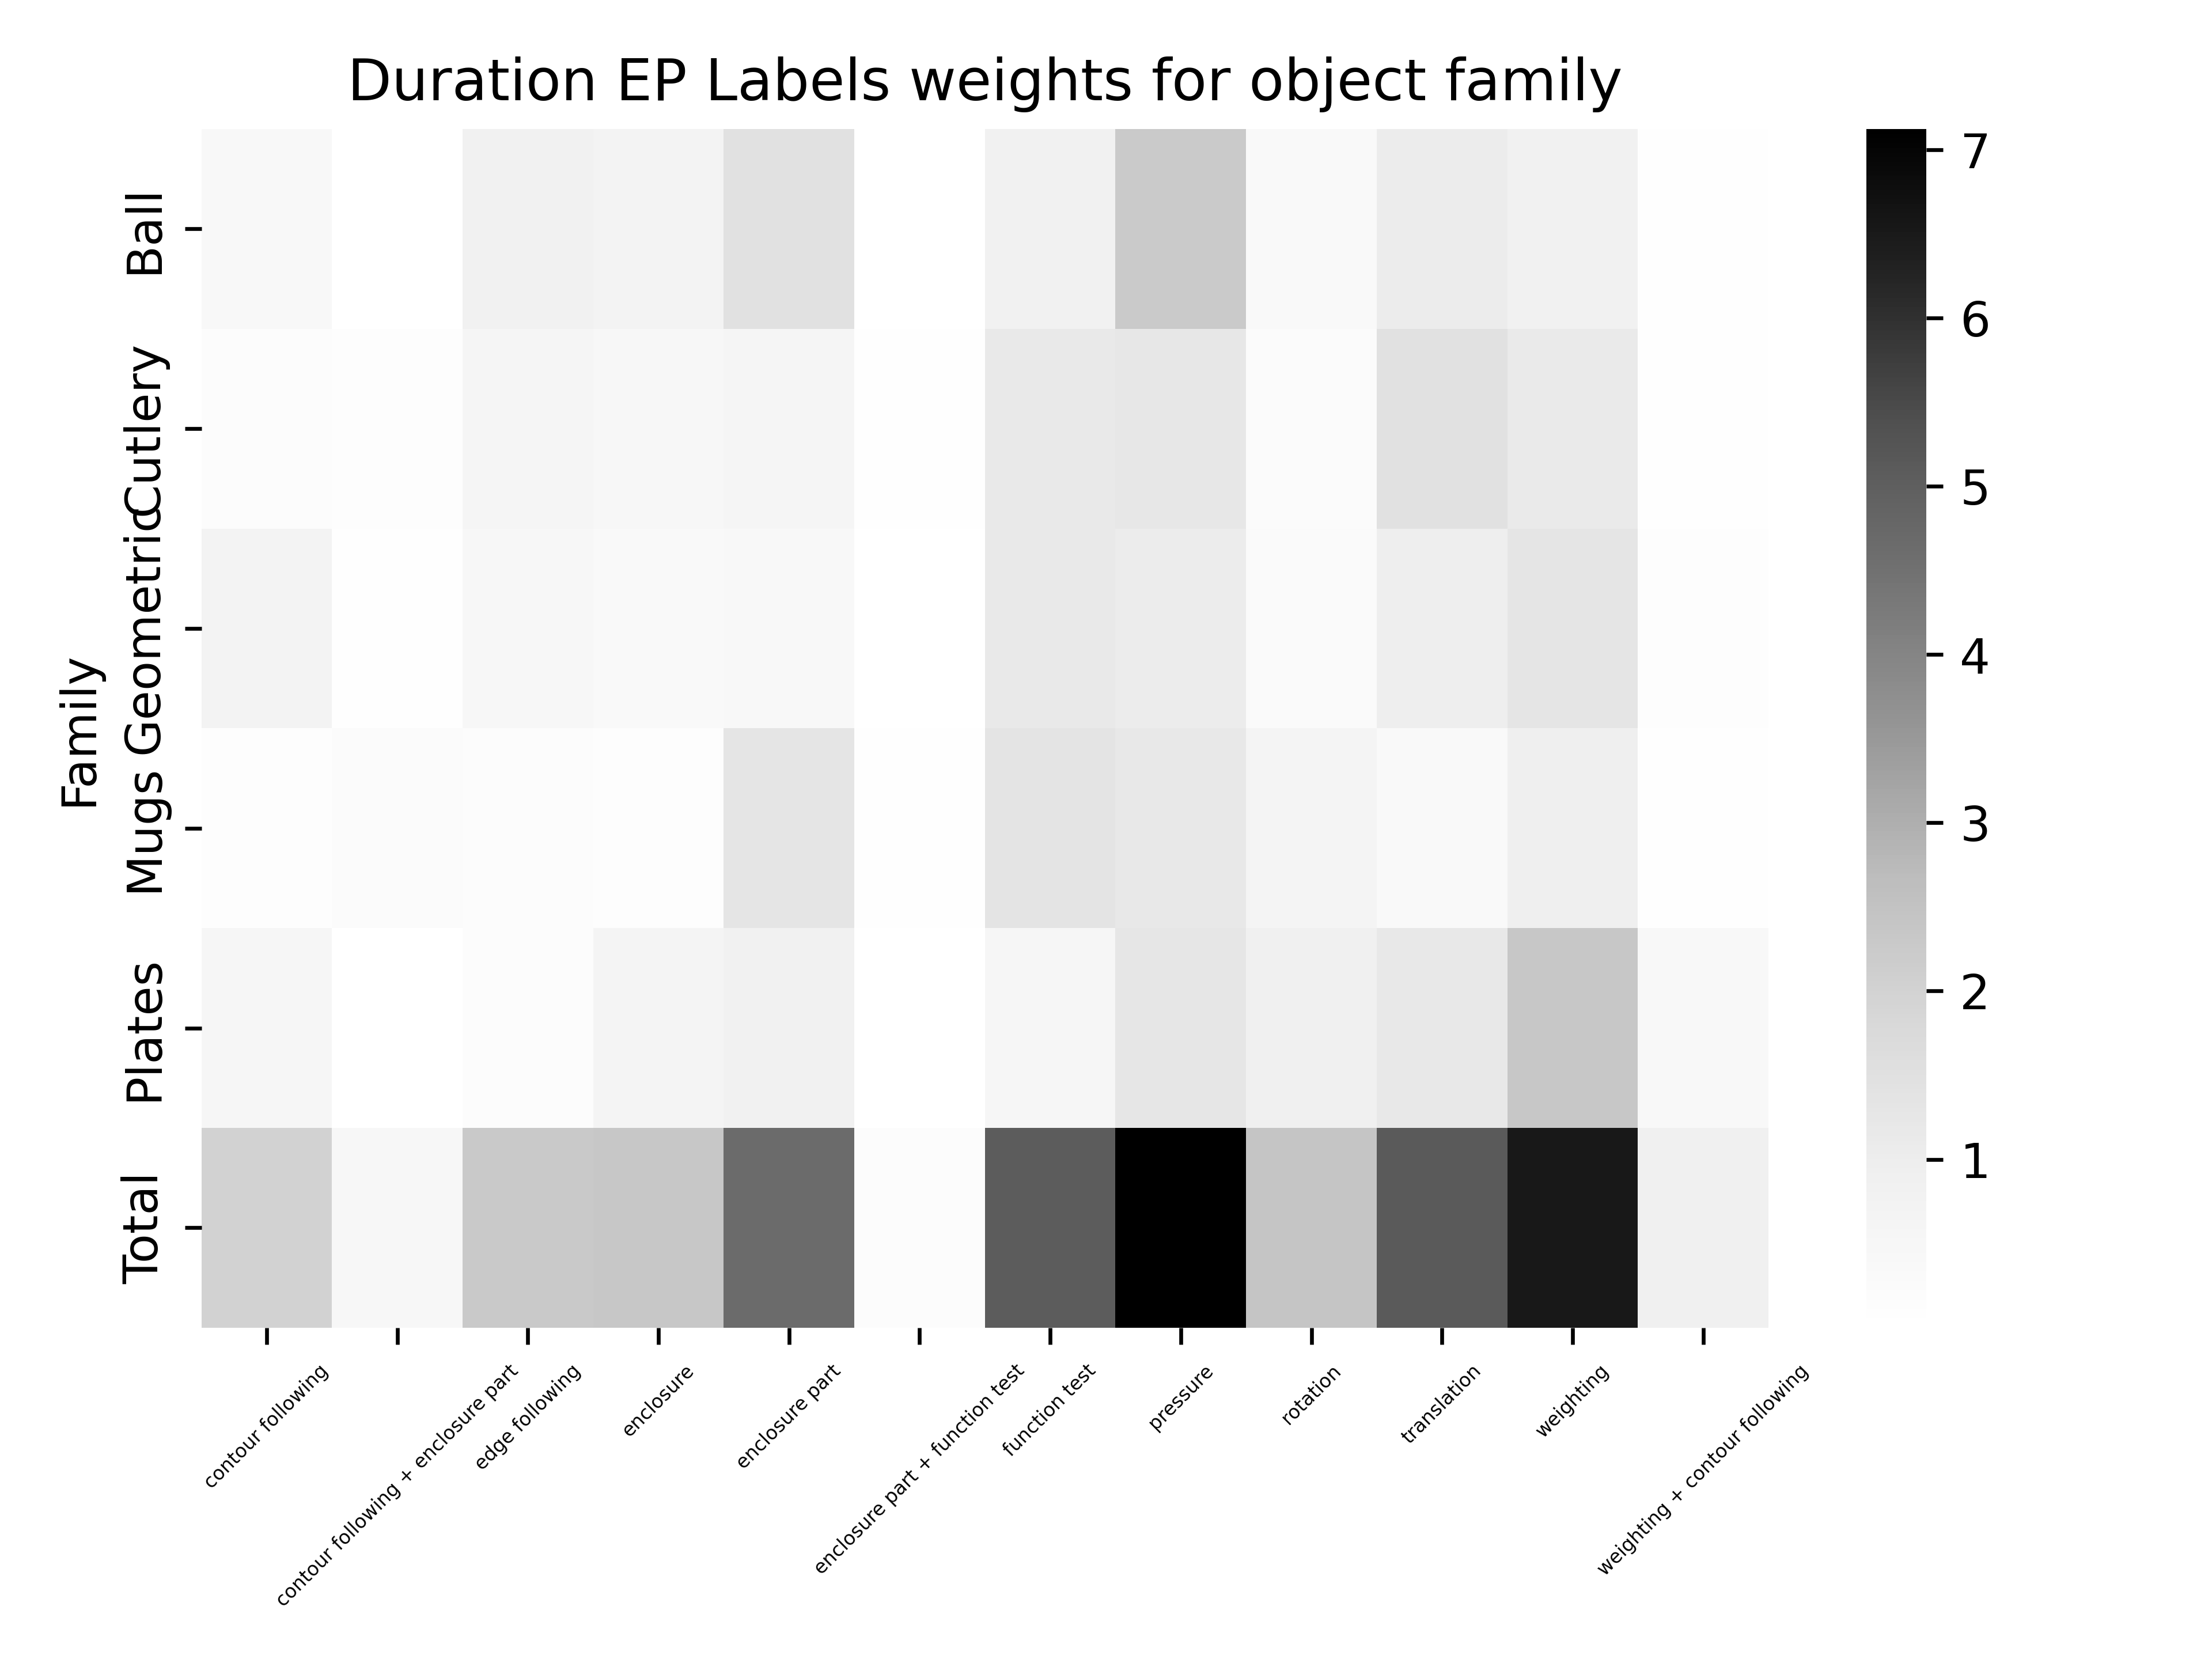 Duration EP Labels weights for object family
Family
Ball
Cutlery
Geometric
Mugs
Plates
Total
contour following
contour following + enclosure part
edge following
enclosure
enclosure part
enclosure part + function test
function test
pressure
rotation
translation
weighting
weighting + contour following
7
6
5
4
3
2
1